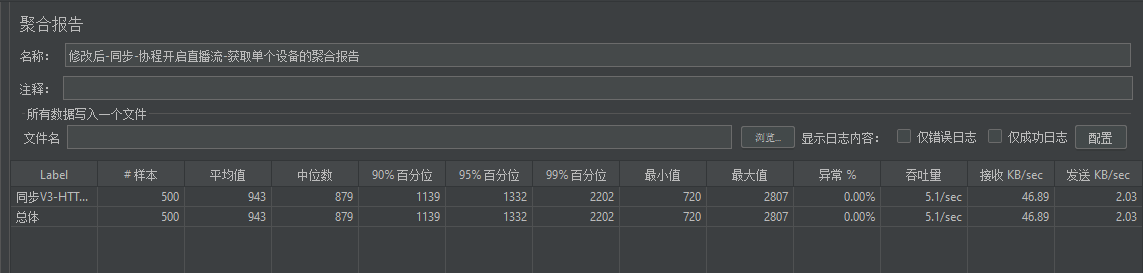 聚合报告
名称： 修改后-同步-协程开启直播流-获取单个设备的聚合报告
注释：
所有数据写入一个文件
文件名 浏览... 显示日志内容： 仅错误日志 仅成功日志 配置
Label # 样本 平均值 中位数 90% 百分位 95% 百分位 99% 百分位 最小值 最大值 异常 % 吞吐量 接收 KB/sec 发送 KB/sec
同步V3-HTT... 500 943 879 1139 1332 2202 720 2807 0.00% 5.1/sec 46.89 2.03
总体 500 943 879 1139 1332 2202 720 2807 0.00% 5.1/sec 46.89 2.03